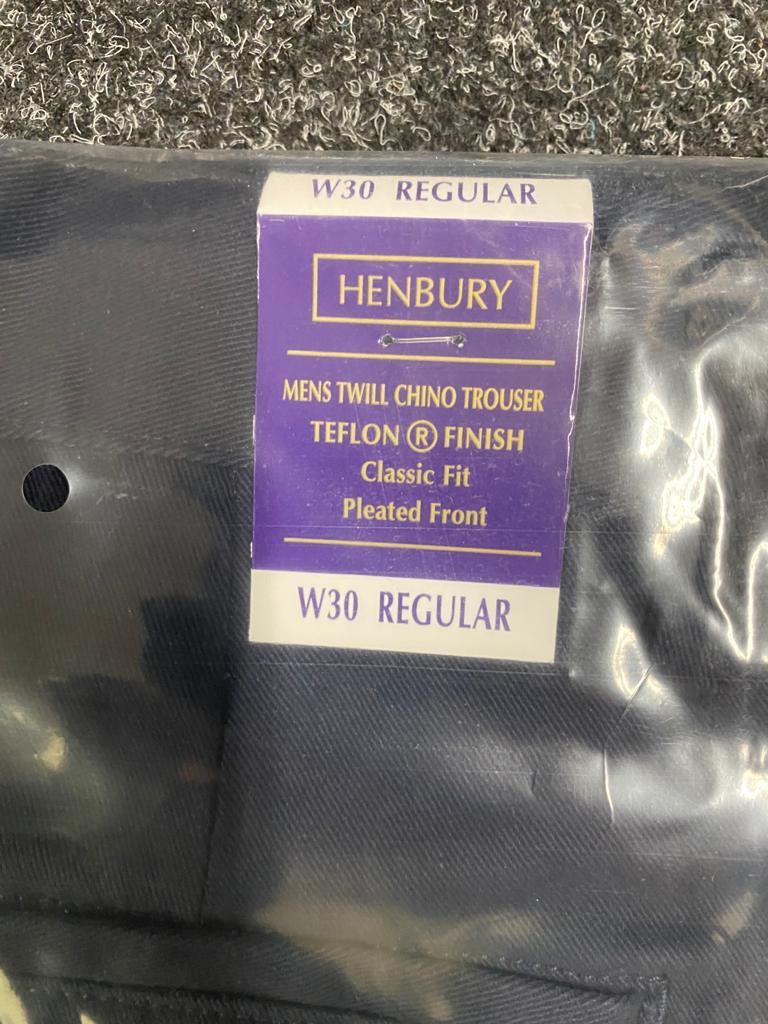 W30 REGULAR
HENBURY
MENS TWILL CHINO TROUSER
TEFLON ® FINISH
Classic Fit
Pleated Front
W30 REGULAR